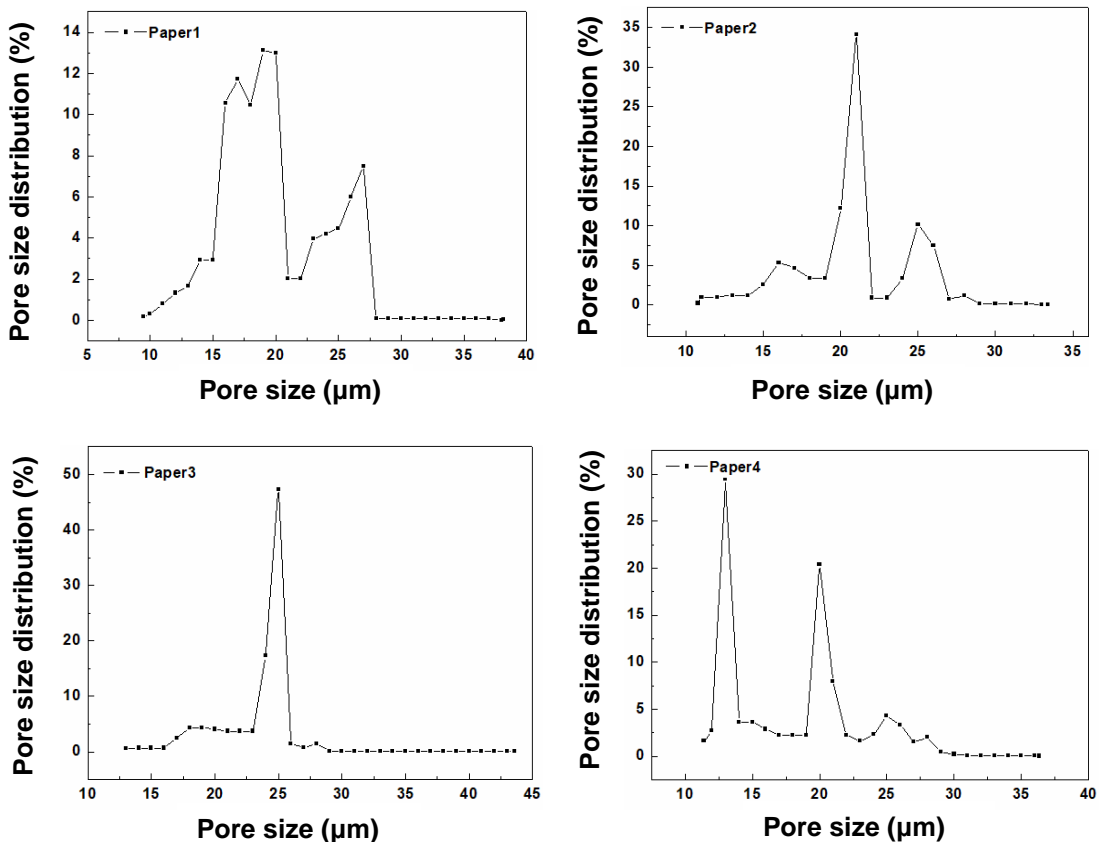 Paper1
Pore size distribution (%)
14
12
10
8
6
4
2
0
5 10 15 20 25 30 35 40
Pore size (μm)
Paper2
Pore size distribution (%)
35
30
25
20
15
10
5
0
10 15 20 25 30 35
Pore size (μm)
Paper3
Pore size distribution (%)
50
40
30
20
10
0
10 15 20 25 30 35 40 45
Pore size (μm)
Paper4
Pore size distribution (%)
30
25
20
15
10
5
0
10 20 30 40
Pore size (μm)